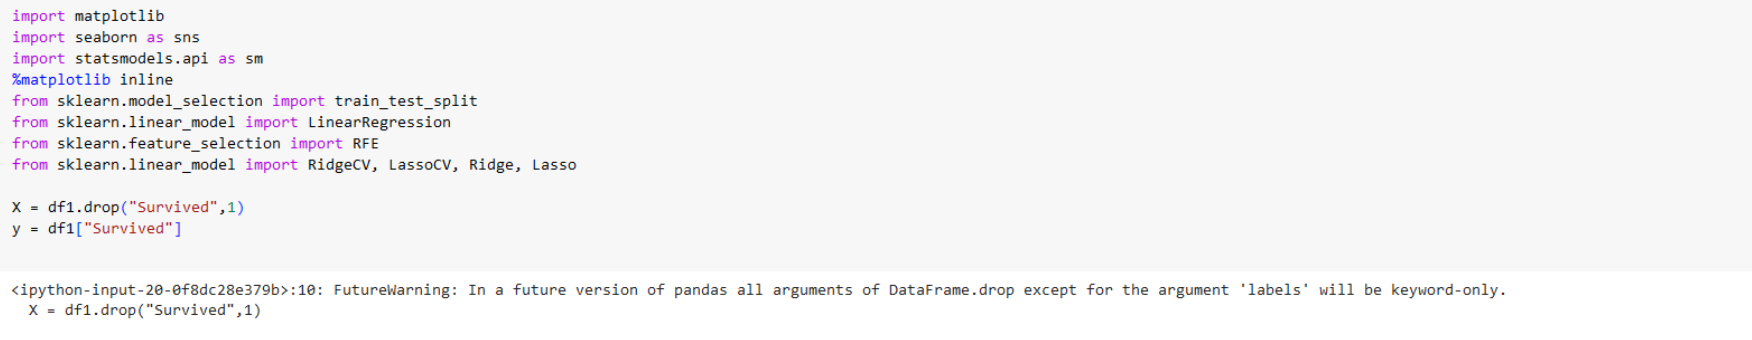 import matplotlib
import seaborn as sns
import statsmodels.api as sm
%matplotlib inline
from sklearn.model_selection import train_test_split
from sklearn.linear_model import LinearRegression
from sklearn.feature_selection import RFE
from sklearn.linear_model import RidgeCV, LassoCV, Ridge, Lasso
X = df1.drop("Survived",1)
y = df1["Survived"]
<ipython-input-20-0f8dc28e379b>:10: FutureWarning: In a future version of pandas all arguments of DataFrame.drop except for the argument 'labels' will be keyword-only.
X = df1.drop("Survived",1)